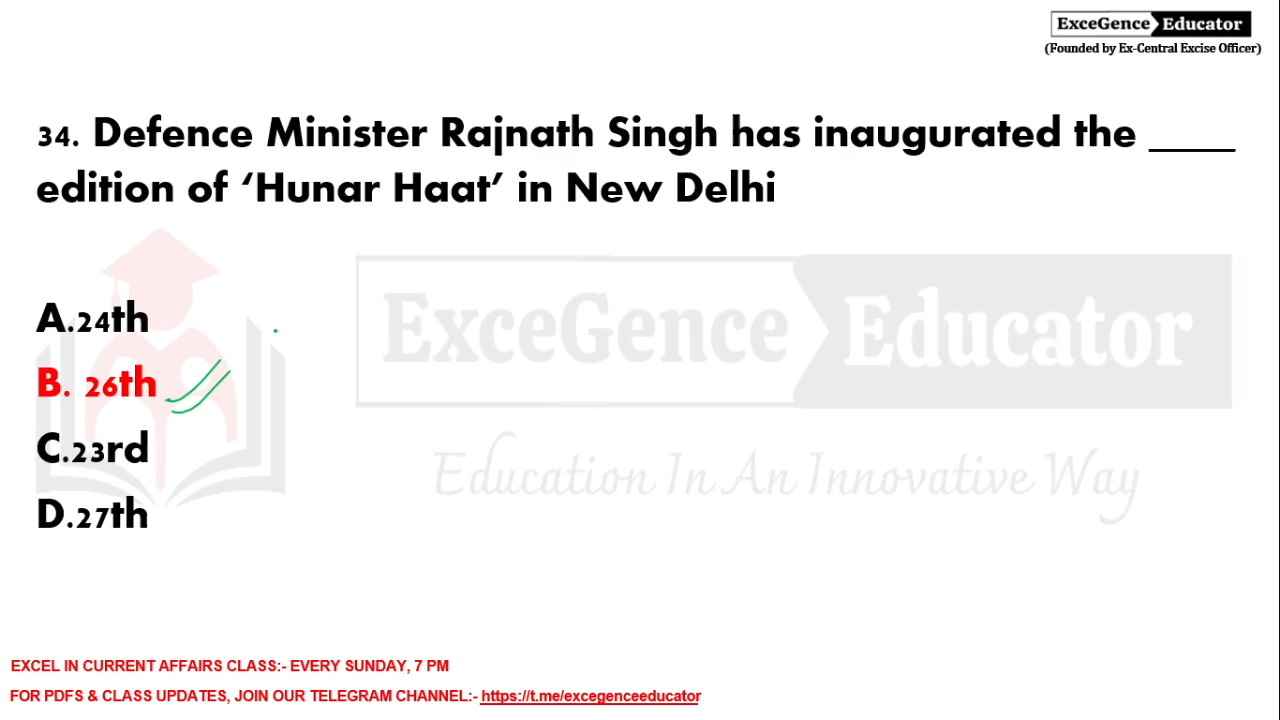 ExceGence Educator
(Founded by Ex-Central Excise Officer)
34. Defence Minister Rajnath Singh has inaugurated the _____
edition of ‘Hunar Haat’ in New Delhi
ExceGence Educator
Education In An Innovative Way
A.24th
B. 26th
C.23rd
D.27th
EXCEL IN CURRENT AFFAIRS CLASS:- EVERY SUNDAY, 7 PM
FOR PDFS & CLASS UPDATES, JOIN OUR TELEGRAM CHANNEL:- https://t.me/excegenceeducator